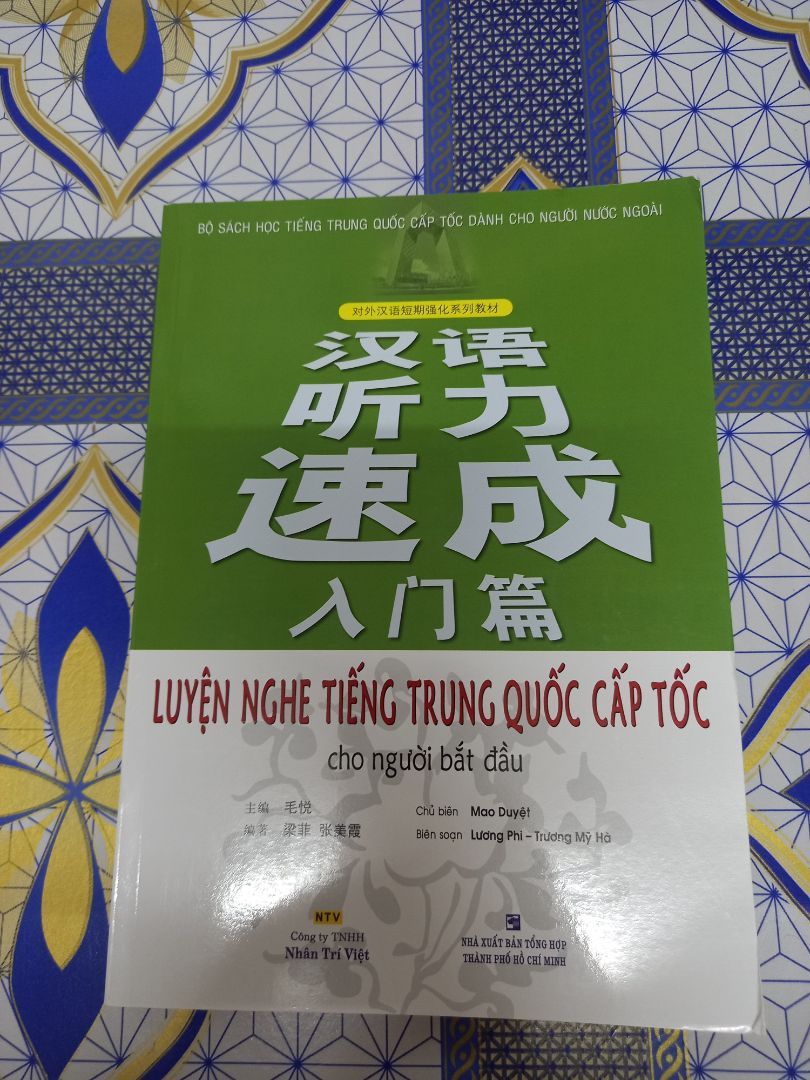 BỘ SÁCH HỌC TIẾNG TRUNG QUỐC CẤP TỐC DÀNH CHO NGƯỜI NƯỚC NGOÀI
对外汉语短期强化系列教材
汉语
听力
速成
入门篇
LUYỆN NGHE TIẾNG TRUNG QUỐC CẤP TỐC
cho người bắt đầu
主编 毛悦
编著 梁菲 张美霞
Chủ biên Mao Duyệt
Biên soạn Lương Phi – Trương Mỹ Hà
NTV
Công ty TNHH
Nhân Trí Việt
NHÀ XUẤT BẢN TỔNG HỢP
THÀNH PHỐ HỒ CHÍ MINH